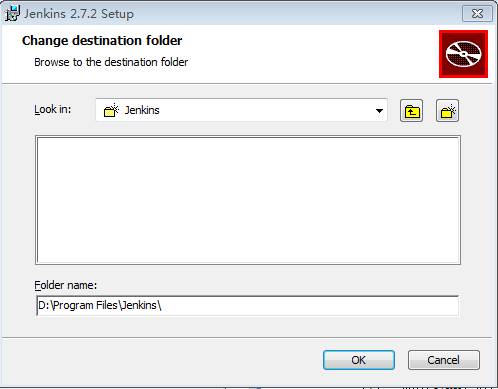 Jenkins 2.7.2 Setup
Change destination folder
Browse to the destination folder
Look in:
Jenkins
Folder name:
D:\Program Files\Jenkins\
OK
Cancel